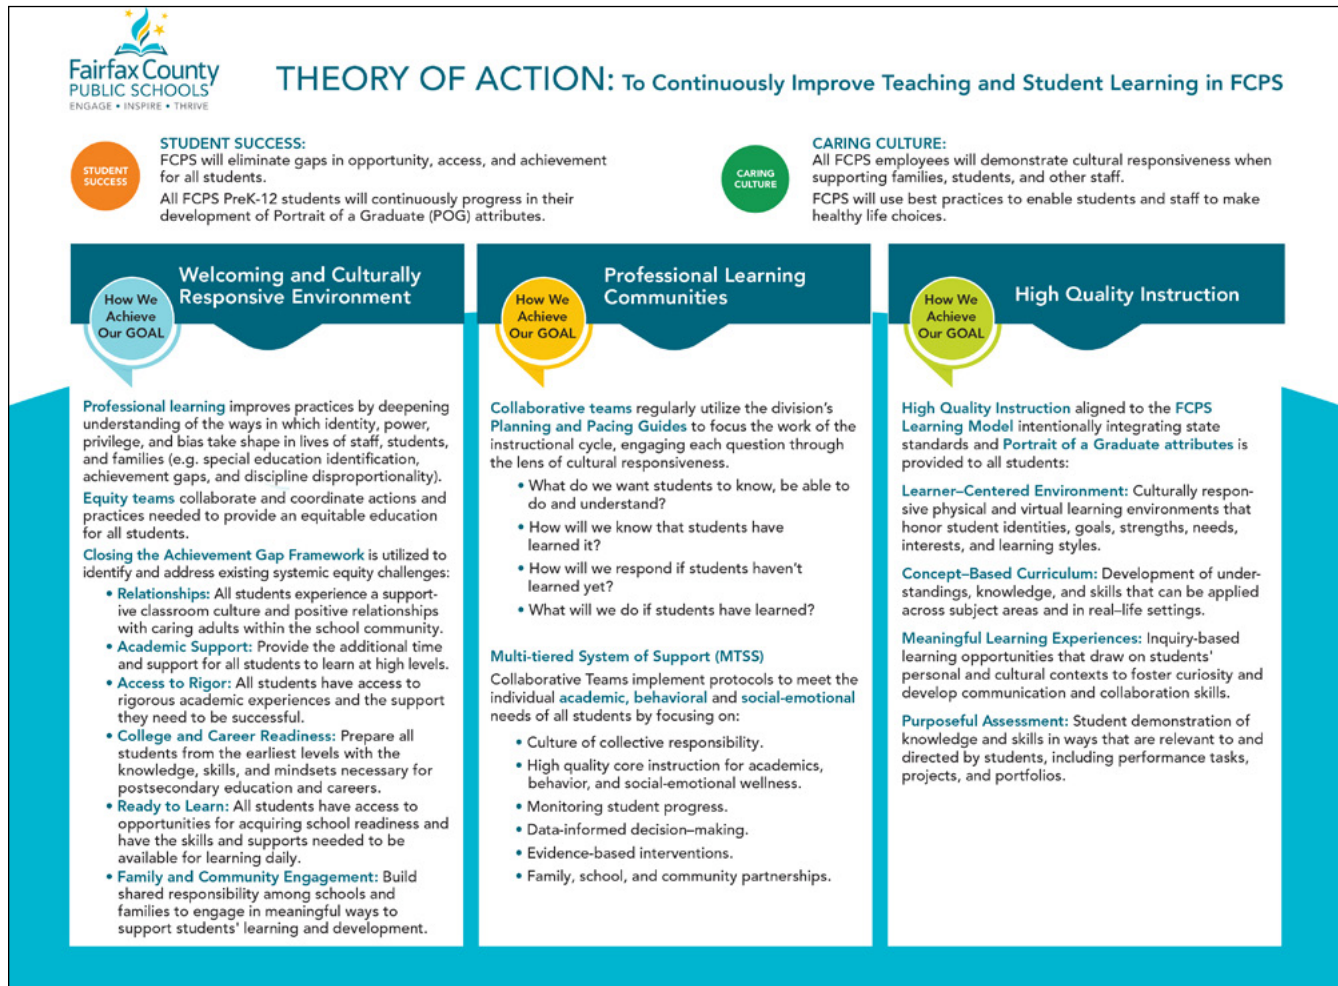 Fairfax County
PUBLIC SCHOOLS
ENGAGE • INSPIRE • THRIVE
THEORY OF ACTION: To Continuously Improve Teaching and Student Learning in FCPS
STUDENT
SUCCESS
STUDENT SUCCESS:
FCPS will eliminate gaps in opportunity, access, and achievement
for all students.
All FCPS PreK-12 students will continuously progress in their
development of Portrait of a Graduate (POG) attributes.
CARING
CULTURE
CARING CULTURE:
All FCPS employees will demonstrate cultural responsiveness when
supporting families, students, and other staff.
FCPS will use best practices to enable students and staff to make
healthy life choices.
How We
Achieve
Our GOAL
Welcoming and Culturally
Responsive Environment
Professional learning improves practices by deepening
understanding of the ways in which identity, power,
privilege, and bias take shape in lives of staff, students,
and families (e.g. special education identification,
achievement gaps, and discipline disproportionality).
Equity teams collaborate and coordinate actions and
practices needed to provide an equitable education
for all students.
Closing the Achievement Gap Framework is utilized to
identify and address existing systemic equity challenges:
• Relationships: All students experience a support-
ive classroom culture and positive relationships
with caring adults within the school community.
• Academic Support: Provide the additional time
and support for all students to learn at high levels.
• Access to Rigor: All students have access to
rigorous academic experiences and the support
they need to be successful.
• College and Career Readiness: Prepare all
students from the earliest levels with the
knowledge, skills, and mindsets necessary for
postsecondary education and careers.
• Ready to Learn: All students have access to
opportunities for acquiring school readiness and
have the skills and supports needed to be
available for learning daily.
• Family and Community Engagement: Build
shared responsibility among schools and
families to engage in meaningful ways to
support students' learning and development.
How We
Achieve
Our GOAL
Professional Learning
Communities
Collaborative teams regularly utilize the division's
Planning and Pacing Guides to focus the work of the
instructional cycle, engaging each question through
the lens of cultural responsiveness.
• What do we want students to know, be able to
do and understand?
• How will we know that students have
learned it?
• How will we respond if students haven't
learned yet?
• What will we do if students have learned?
Multi-tiered System of Support (MTSS)
Collaborative Teams implement protocols to meet the
individual academic, behavioral and social-emotional
needs of all students by focusing on:
• Culture of collective responsibility.
• High quality core instruction for academics,
behavior, and social-emotional wellness.
• Monitoring student progress.
• Data-informed decision–making.
• Evidence-based interventions.
• Family, school, and community partnerships.
How We
Achieve
Our GOAL
High Quality Instruction
High Quality Instruction aligned to the FCPS
Learning Model intentionally integrating state
standards and Portrait of a Graduate attributes is
provided to all students:
Learner–Centered Environment: Culturally respon-
sive physical and virtual learning environments that
honor student identities, goals, strengths, needs,
interests, and learning styles.
Concept–Based Curriculum: Development of under-
standings, knowledge, and skills that can be applied
across subject areas and in real–life settings.
Meaningful Learning Experiences: Inquiry-based
learning opportunities that draw on students'
personal and cultural contexts to foster curiosity and
develop communication and collaboration skills.
Purposeful Assessment: Student demonstration of
knowledge and skills in ways that are relevant to and
directed by students, including performance tasks,
projects, and portfolios.